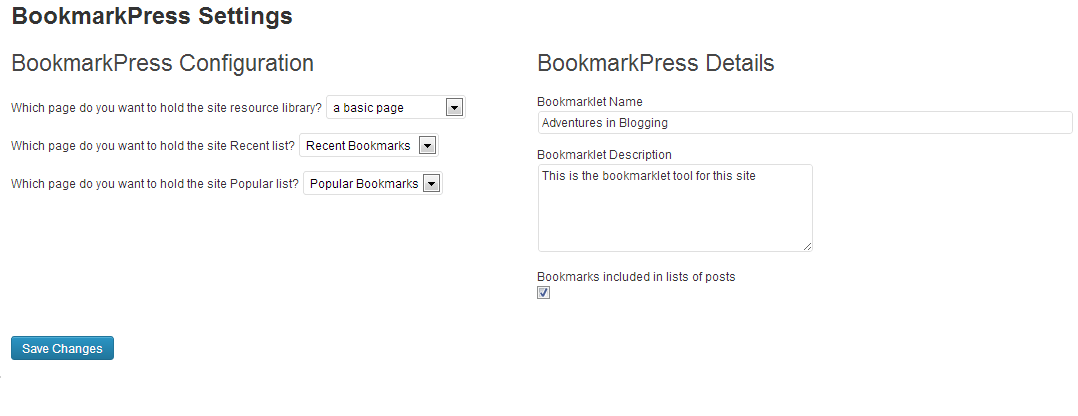 BookmarkPress Settings
BookmarkPress Configuration
Which page do you want to hold the site resource library? a basic page
Which page do you want to hold the site Recent list? Recent Bookmarks
Which page do you want to hold the site Popular list? Popular Bookmarks
BookmarkPress Details
Bookmarklet Name
Adventures in Blogging
Bookmarklet Description
This is the bookmarklet tool for this site
Bookmarks included in lists of posts
Save Changes